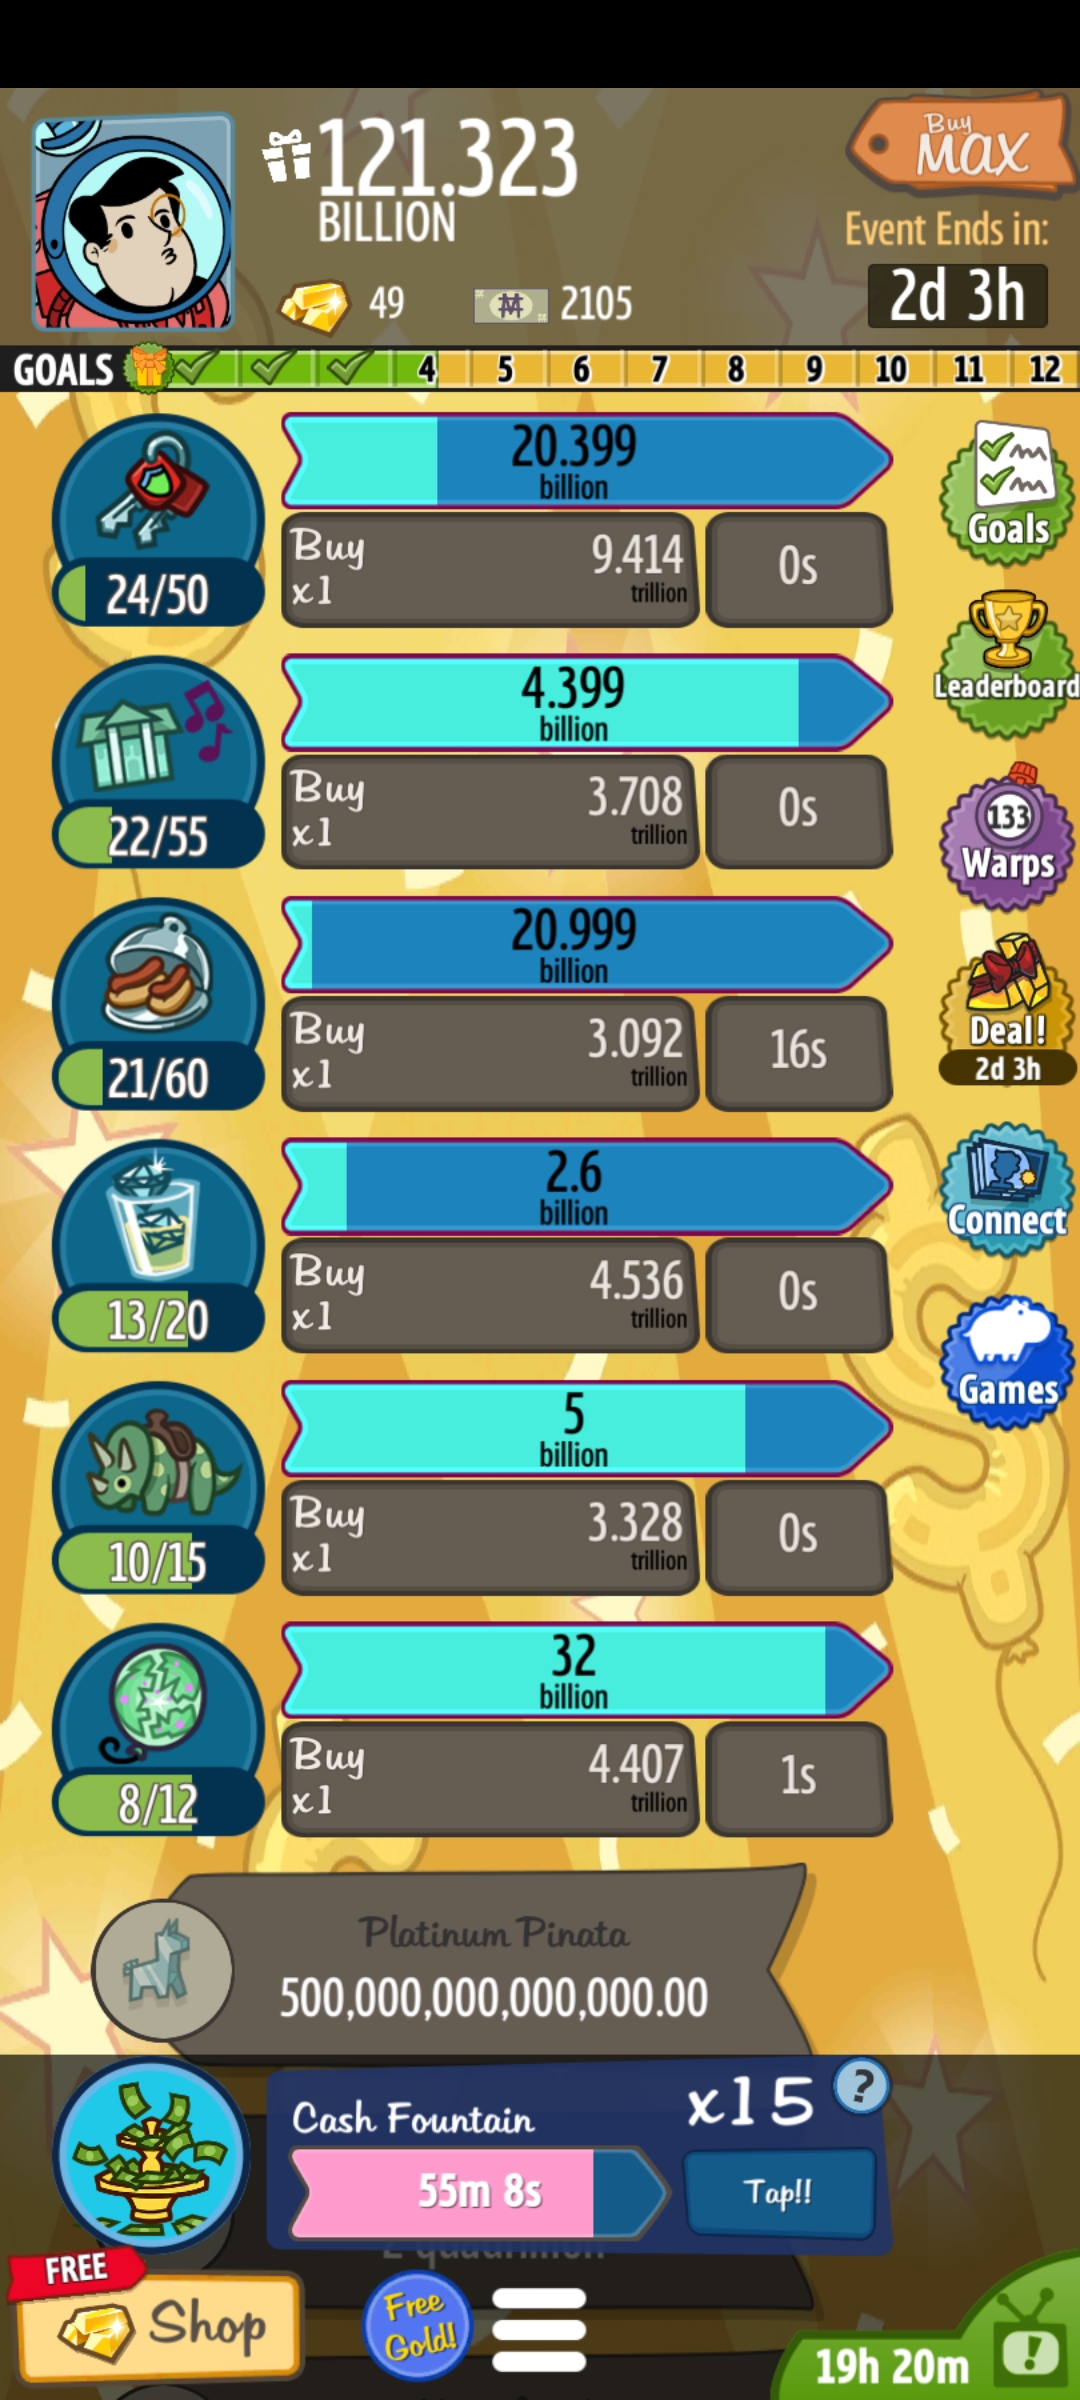 121.323
BILLION
Buy
MAX
Event Ends in:
49
2105
2d 3h
GOALS
4 5 6 7 8 9 10 11 12
20.399
billion
Buy
x1
9.414
trillion
0s
24/50
Goals
4.399
billion
Buy
x1
3.708
trillion
0s
22/55
Leaderboard
20.999
billion
Buy
x1
3.092
trillion
16s
21/60
133
Warps
Deal!
2d 3h
2.6
billion
Buy
x1
4.536
trillion
0s
13/20
Connect
5
billion
Buy
x1
3.328
trillion
0s
10/15
Games
32
billion
Buy
x1
4.407
trillion
1s
8/12
Platinum Pinata
500,000,000,000,000.00
Cash Fountain
x15
?
55m 8s
Tap!!
2 quadrillion
FREE
Shop
Free
Gold!
19h 20m
!